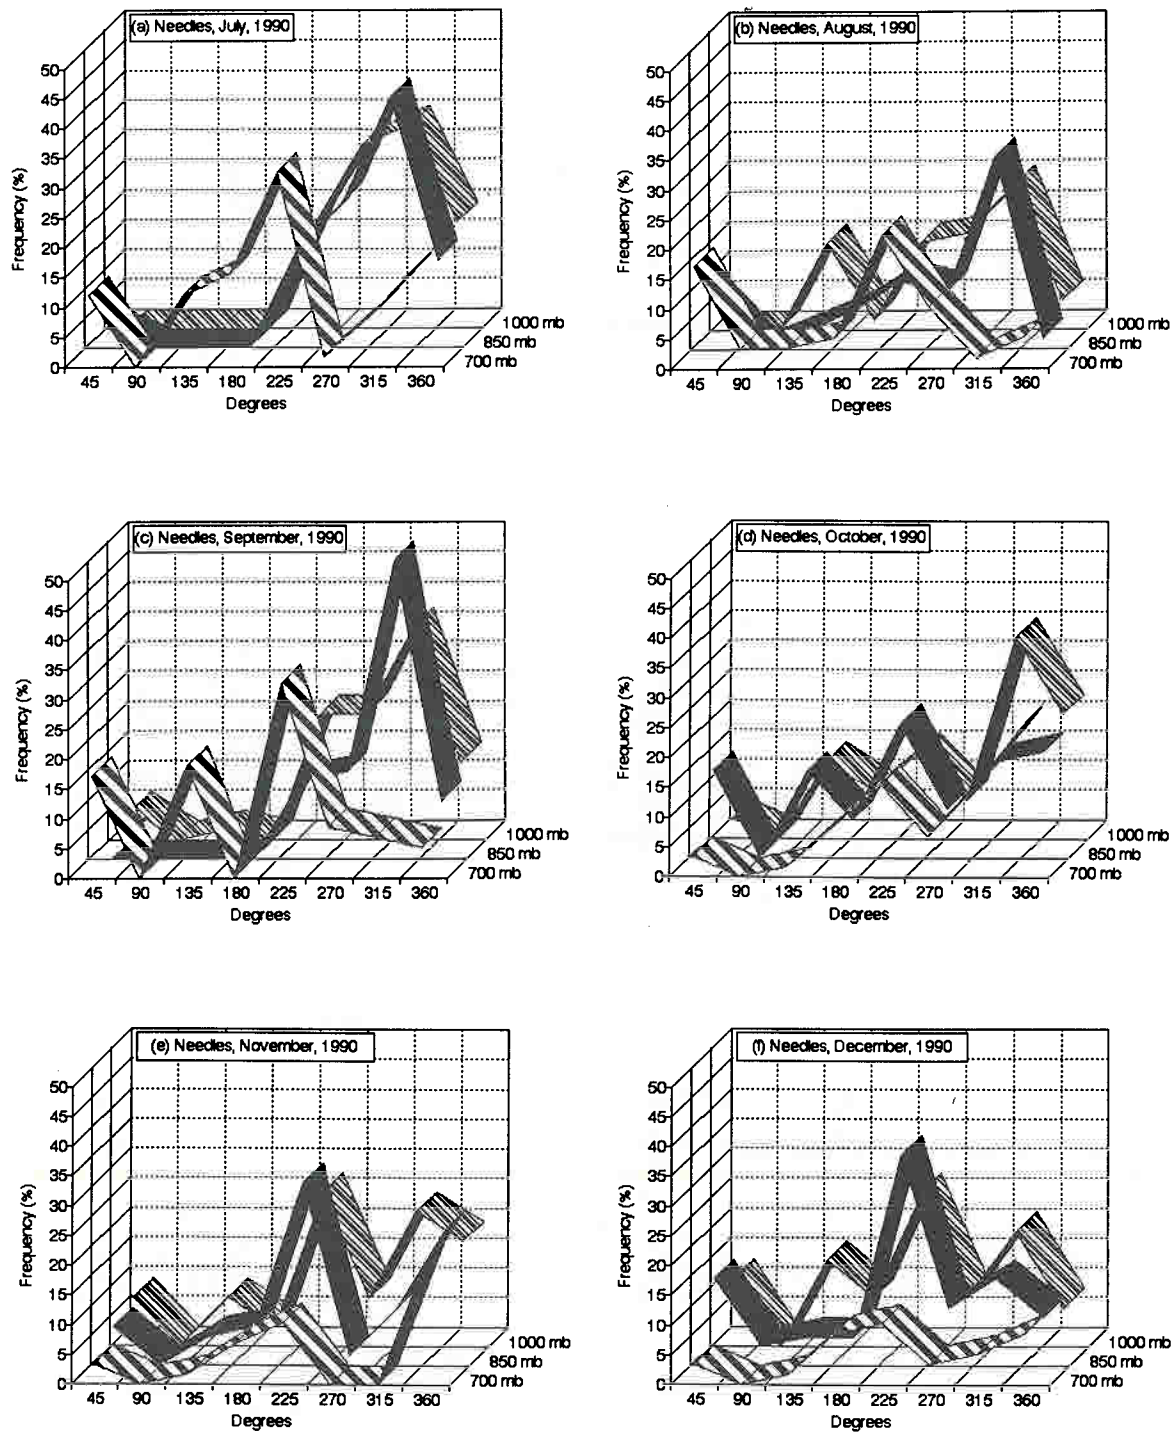 (a) Needles, July, 1990
50
45
40
35
30
25
20
15
10
5
0
Frequency (%)
45 90 135 180 225 270 315 360
Degrees
1000 mb
850 mb
700 mb
(b) Needles, August, 1990
50
45
40
35
30
25
20
15
10
5
0
Frequency (%)
45 90 135 180 225 270 315 360
Degrees
1000 mb
850 mb
700 mb
(c) Needles, September, 1990
50
45
40
35
30
25
20
15
10
5
0
Frequency (%)
45 90 135 180 225 270 315 360
Degrees
1000 mb
850 mb
700 mb
(d) Needles, October, 1990
50
45
40
35
30
25
20
15
10
5
0
Frequency (%)
45 90 135 180 225 270 315 360
Degrees
1000 mb
850 mb
700 mb
(e) Needles, November, 1990
50
45
40
35
30
25
20
15
10
5
0
Frequency (%)
45 90 135 180 225 270 315 360
Degrees
1000 mb
850 mb
700 mb
(f) Needles, December, 1990
50
45
40
35
30
25
20
15
10
5
0
Frequency (%)
45 90 135 180 225 270 315 360
Degrees
1000 mb
850 mb
700 mb